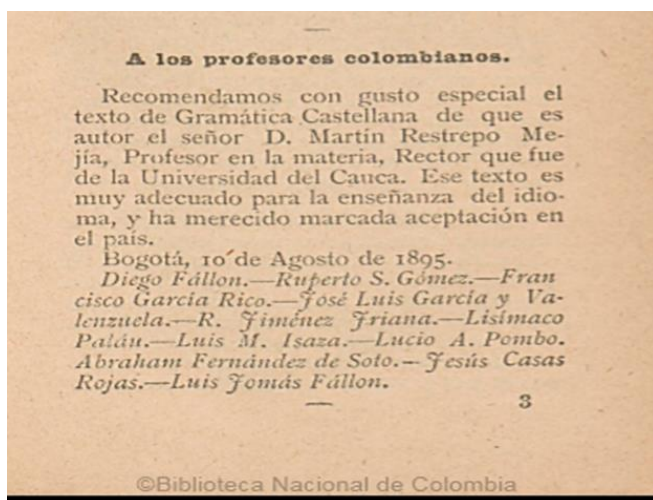 A los profesores colombianos.
Recomendamos con gusto especial el
texto de Gramática Castellana de que es
autor el señor D. Martín Restrepo Me-
jía, Profesor en la materia, Rector que fue
de la Universidad del Cauca. Ese texto es
muy adecuado para la enseñanza del idio-
ma, y ha merecido marcada aceptación en
el país.
Bogotá, 10 de Agosto de 1895.
Diego Fállon.—Ruperto S. Gómez.—Fran
cisco García Rico.—José Luis García y Va-
lenzuela.—R. Jiménez Triana.—Lisímaco
Paláu.—Luis M. Isaza.—Lucio A. Pombo.
Abraham Fernández de Soto.—Jesús Casas
Rojas.—Luis Tomás Fállon.
3
©Biblioteca Nacional de Colombia